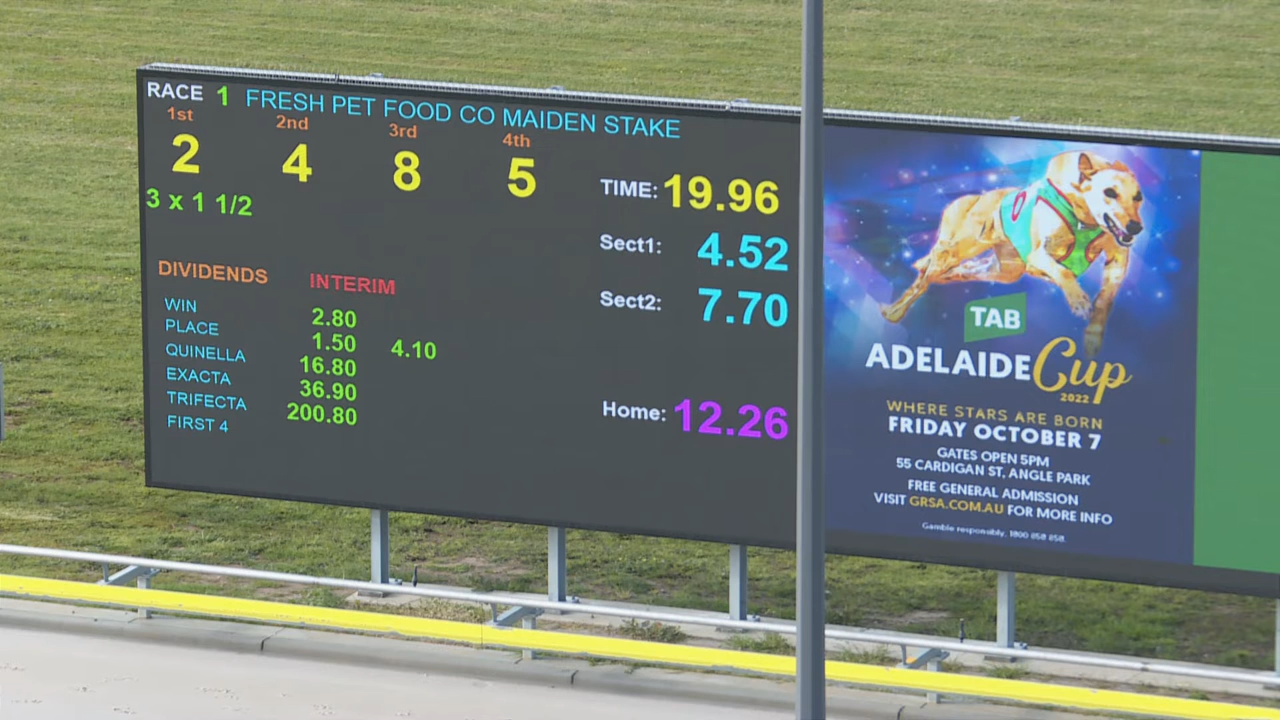 RACE 1 FRESH PET FOOD CO MAIDEN STAKE
1st 2nd 3rd 4th
2 4 8 5
3 x 1 1/2
TIME: 19.96
Sect1: 4.52
Sect2: 7.70
Home: 12.26
DIVIDENDS INTERIM
WIN 2.80
PLACE 1.50 4.10
QUINELLA 16.80
EXACTA 36.90
TRIFECTA 200.80
FIRST 4
TAB
ADELAIDE Cup
2022
WHERE STARS ARE BORN
FRIDAY OCTOBER 7
GATES OPEN 5PM
55 CARDIGAN ST, ANGLE PARK
FREE GENERAL ADMISSION
VISIT GRSA.COM.AU FOR MORE INFO
Gamble responsibly. 1800 858 858.